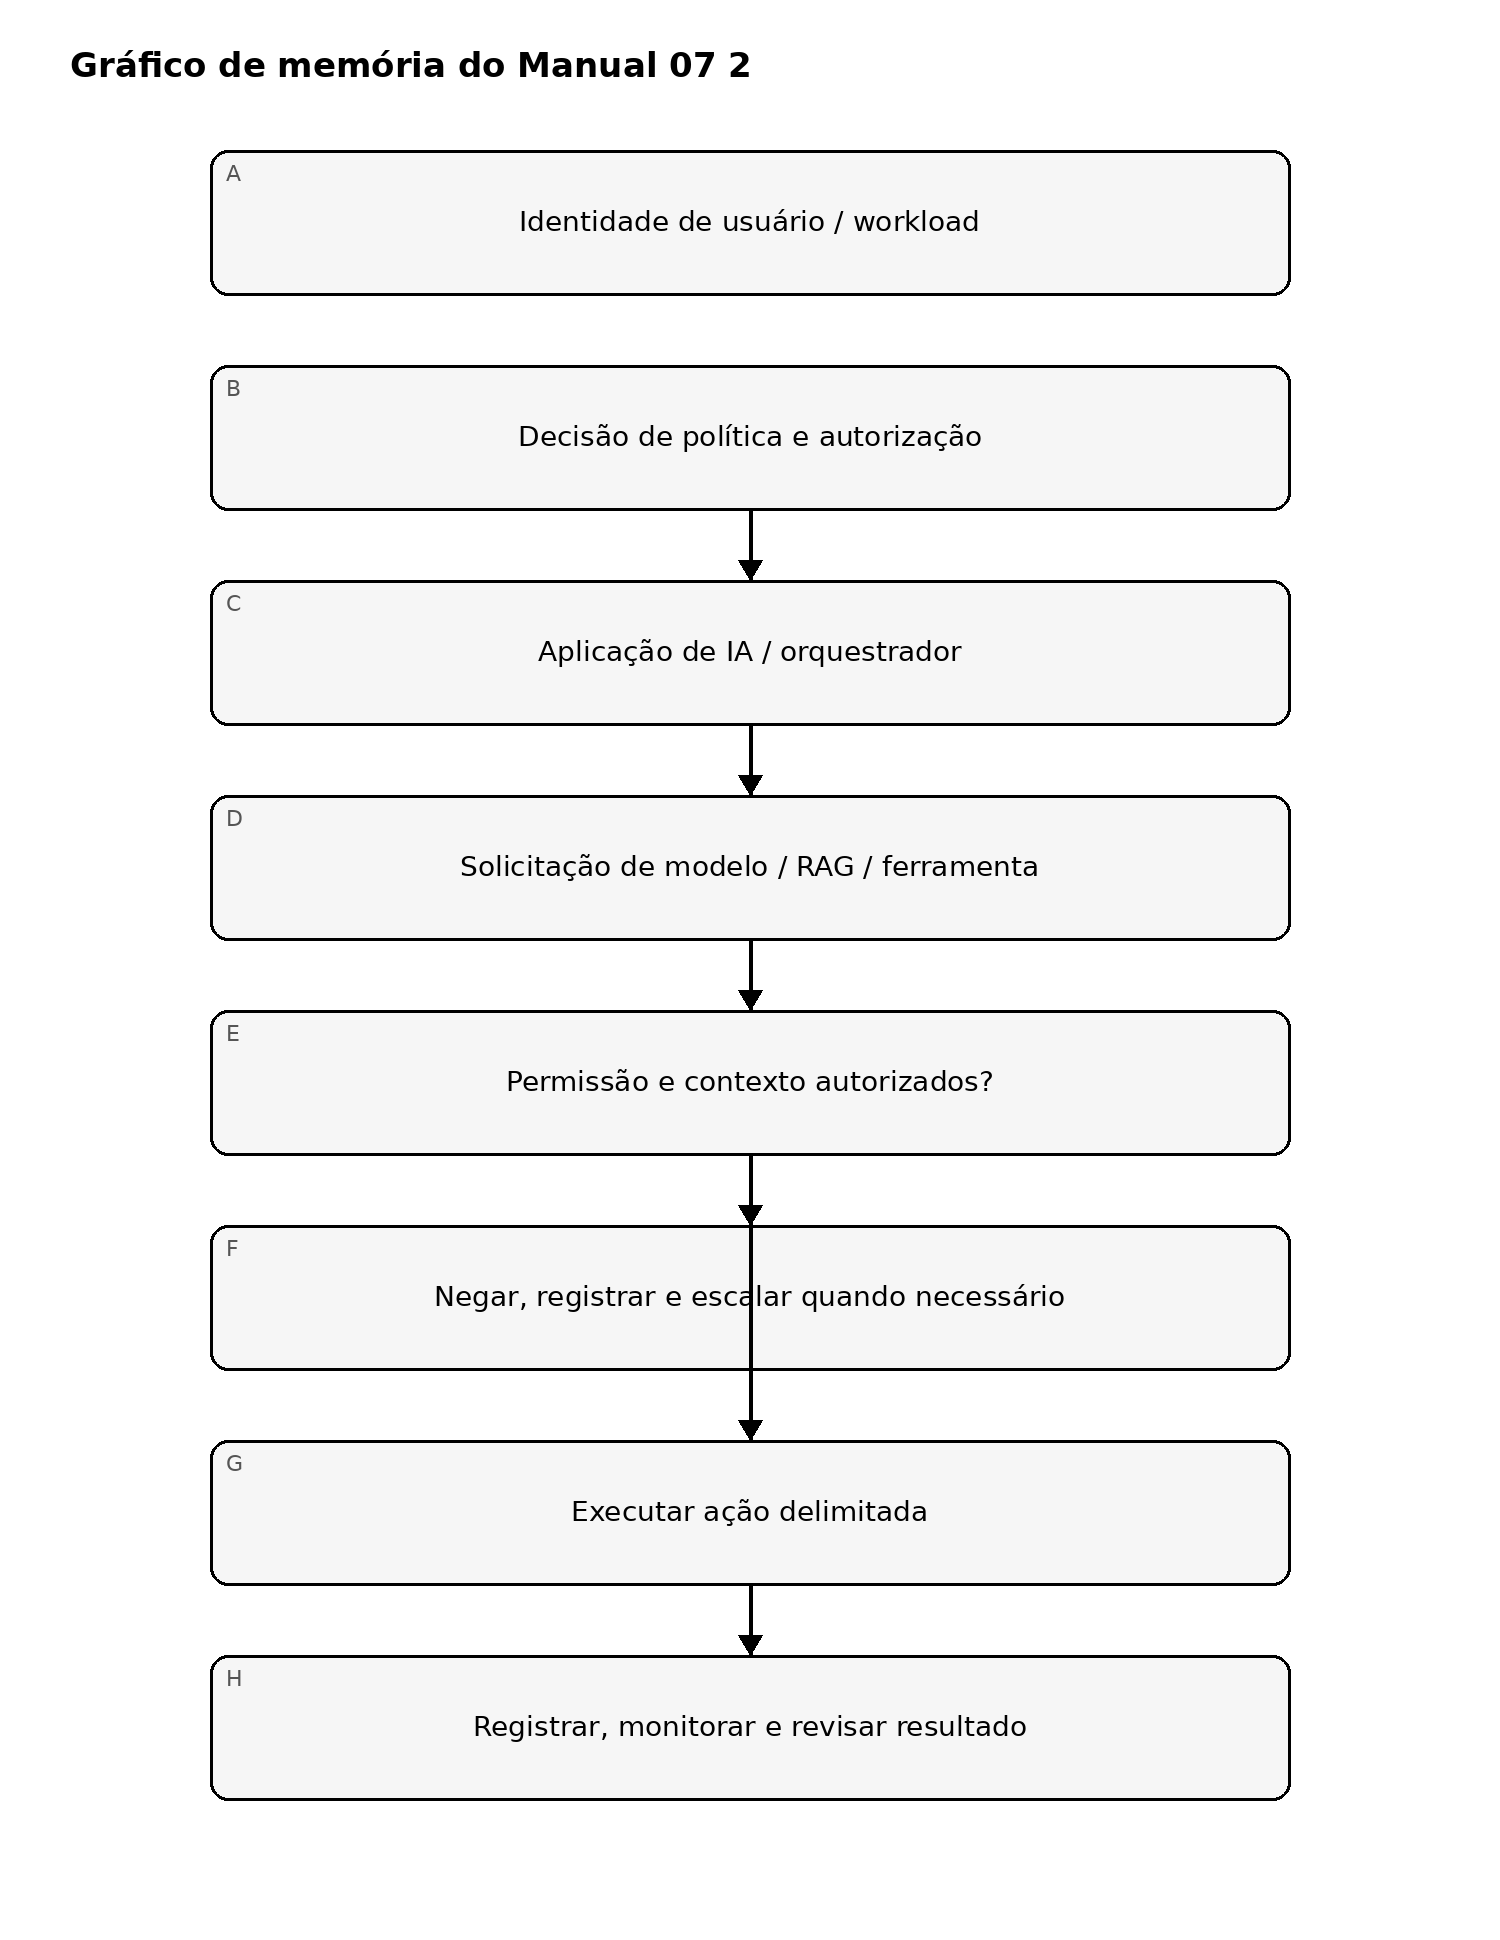 Gráfico de memória do Manual 07 2
A
Identidade de usuário / workload
B
Decisão de política e autorização
C
Aplicação de IA / orquestrador
D
Solicitação de modelo / RAG / ferramenta
E
Permissão e contexto autorizados?
F
Negar, registrar e escalar quando necessário
G
Executar ação delimitada
H
Registrar, monitorar e revisar resultado